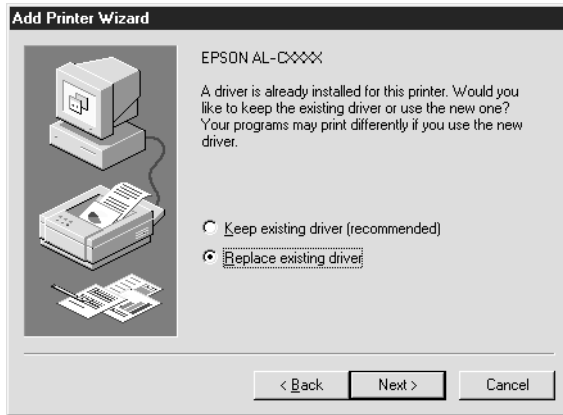 Add Printer Wizard
EPSON AL-CXXXX
A driver is already installed for this printer. Would you
like to keep the existing driver or use the new one?
Your programs may print differently if you use the new
driver.
Keep existing driver (recommended)
Replace existing driver
< Back
Next >
Cancel